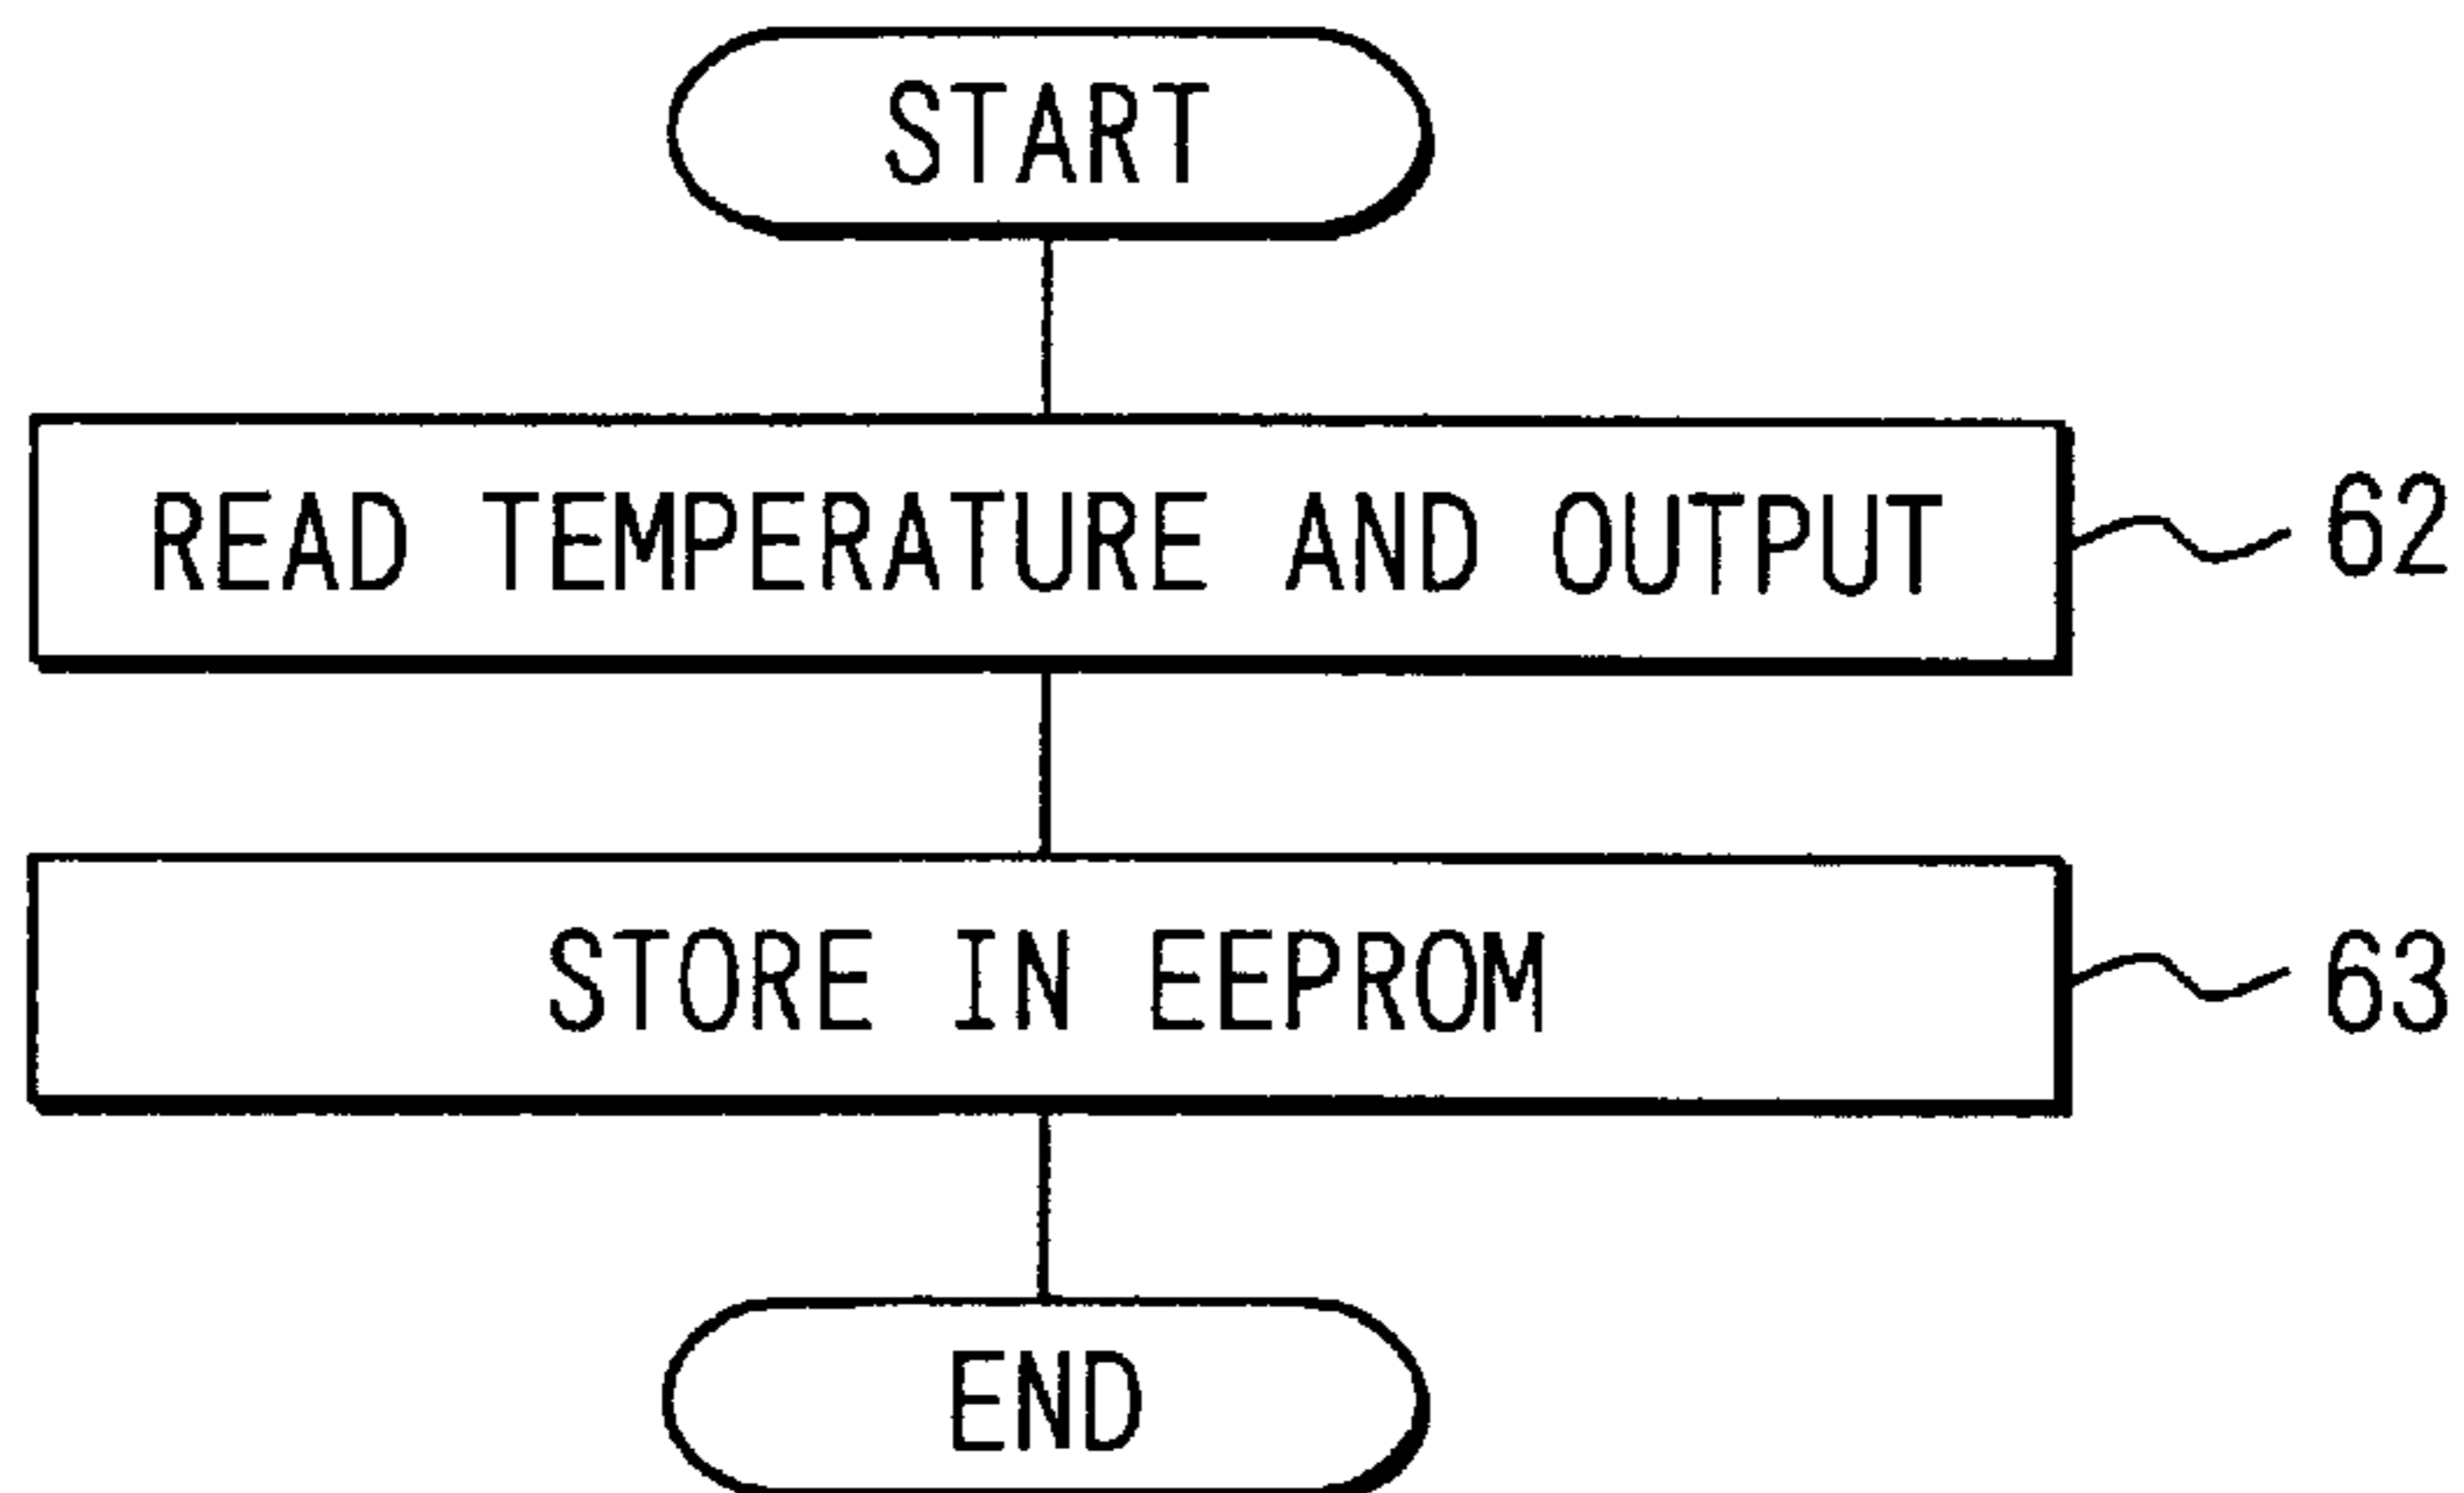 START
READ TEMPERATURE AND OUTPUT 62
STORE IN EEPROM 63
END